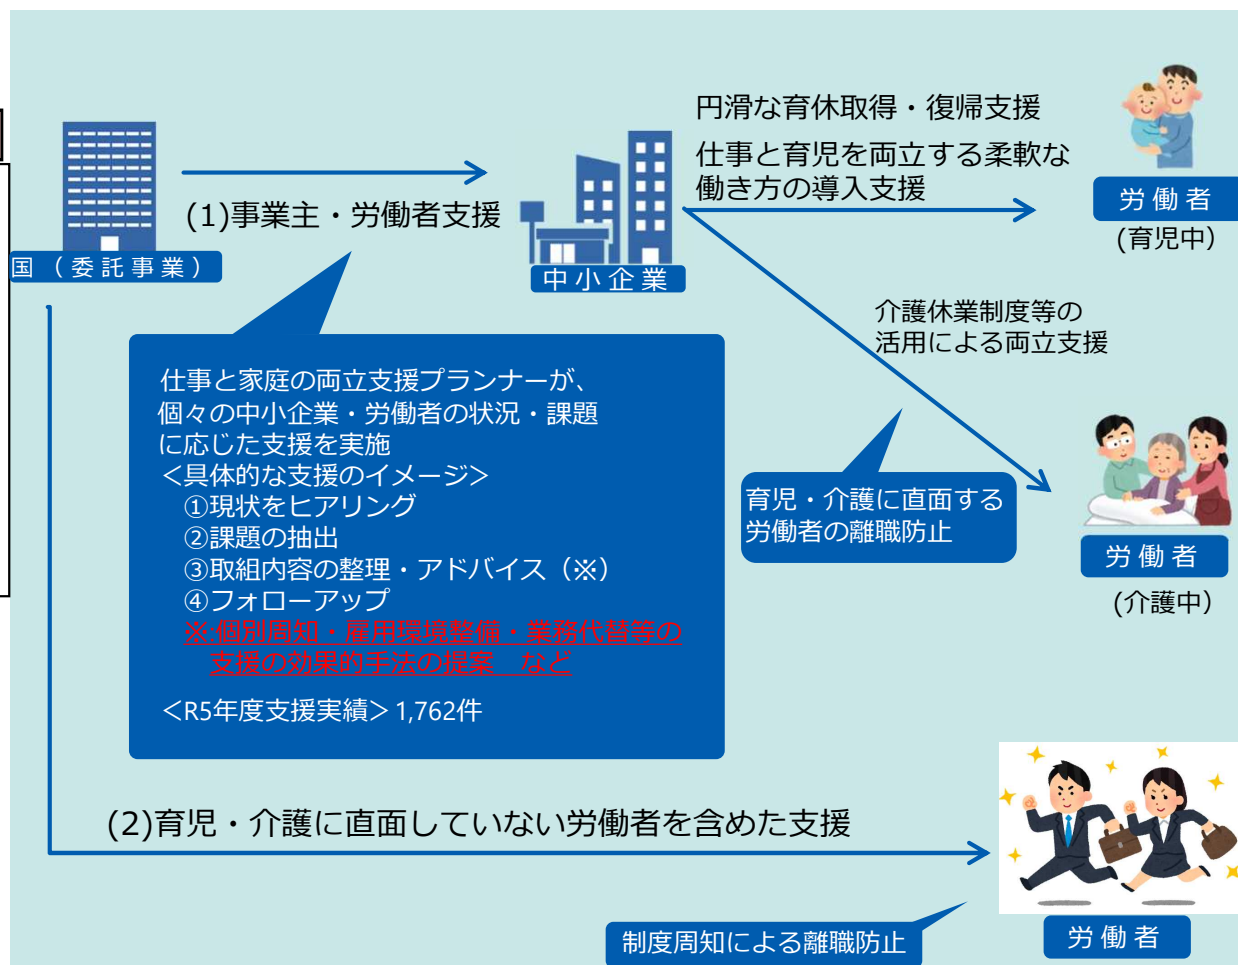 国（委託事業）
(1)事業主・労働者支援
中小企業
円滑な育休取得・復帰支援
仕事と育児を両立する柔軟な
働き方の導入支援
労働者
(育児中)
介護休業制度等の
活用による両立支援
育児・介護に直面する
労働者の離職防止
労働者
(介護中)
仕事と家庭の両立支援プランナーが、
個々の中小企業・労働者の状況・課題
に応じた支援を実施
＜具体的な支援のイメージ＞
①現状をヒアリング
②課題の抽出
③取組内容の整理・アドバイス（※）
④フォローアップ
※:個別周知・雇用環境整備・業務代替等の
支援の効果的手法の提案　など
＜R5年度支援実績＞1,762件
(2)育児・介護に直面していない労働者を含めた支援
制度周知による離職防止
労働者